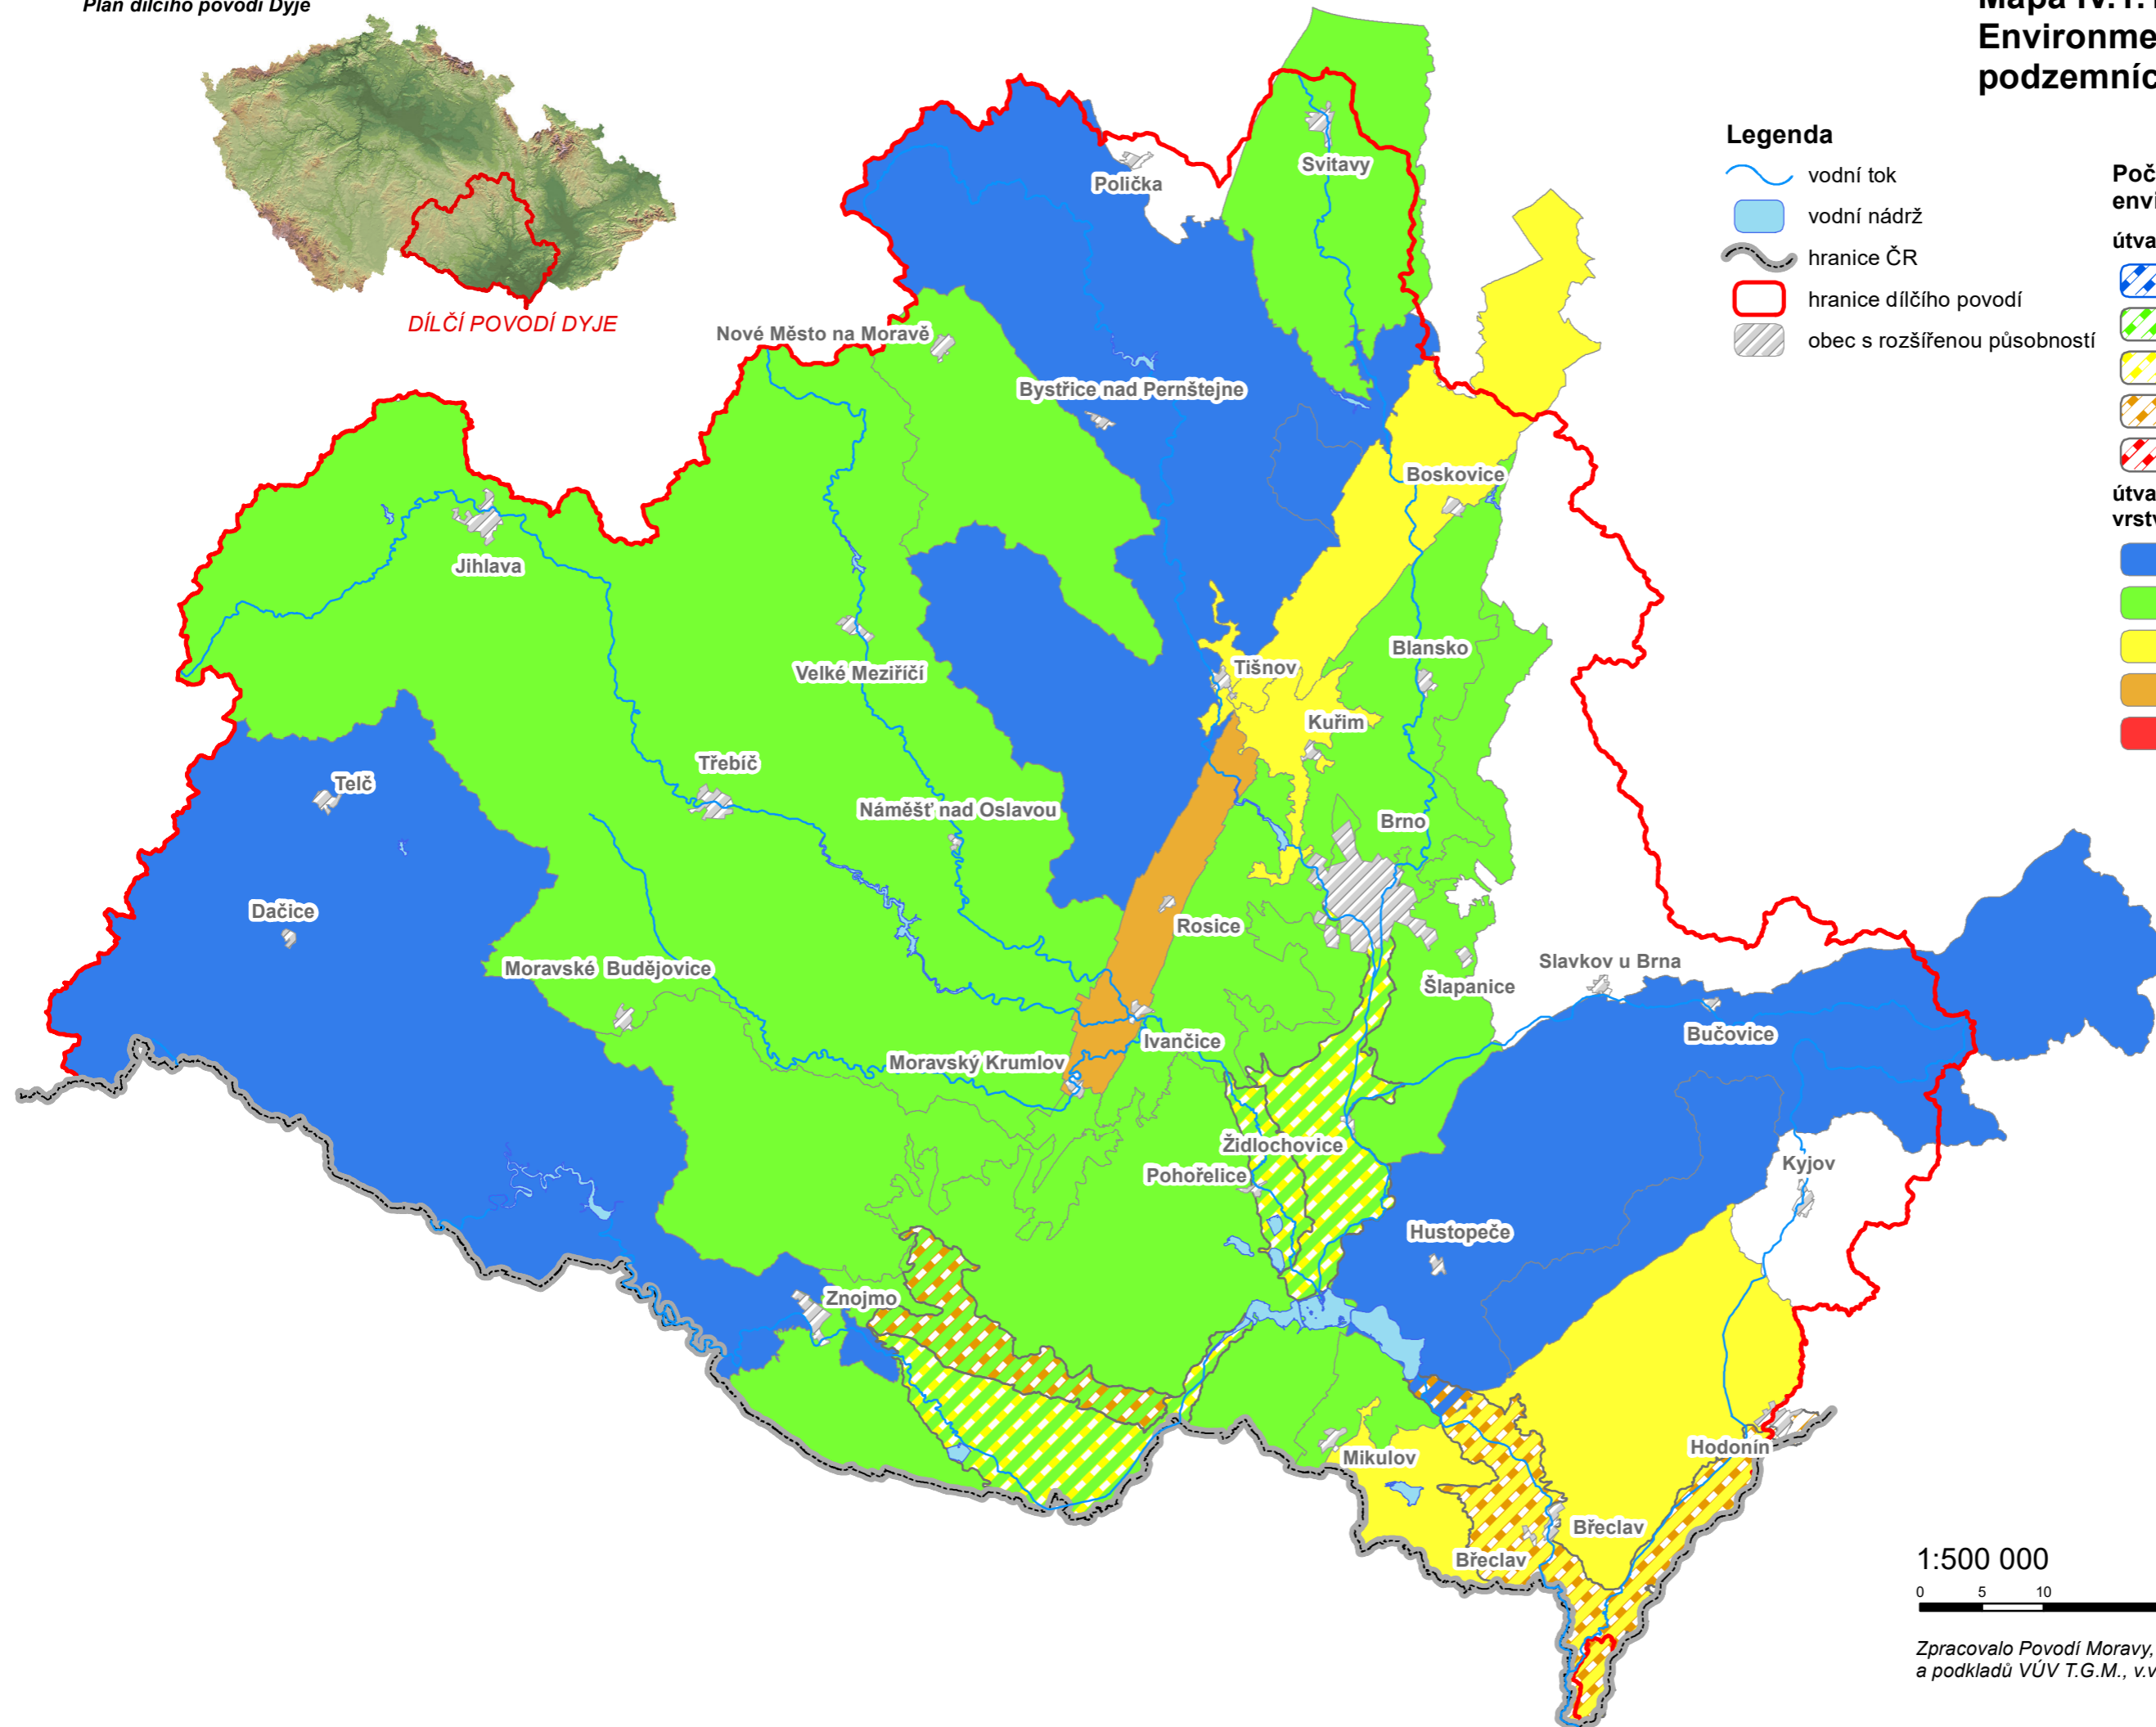 Plán dílčího povodí Dyje
DÍLČÍ POVODÍ DYJE
Mapa IV.1.
Environme
podzemníc
Legenda
vodní tok
vodní nádrž
hranice ČR
hranice dílčího povodí
obec s rozšířenou působností
Poč
envi
útva
útva
vrstv
Svitavy
Polička
Nové Město na Moravě
Bystřice nad Pernštejne
Boskovice
Jihlava
Blansko
Tišnov
Velké Meziříčí
Kuřim
Třebíč
Telč
Náměšť nad Oslavou
Brno
Dačice
Rosice
Moravské Budějovice
Slavkov u Brna
Šlapanice
Bučovice
Ivančice
Moravský Krumlov
Židlochovice
Kyjov
Pohořelice
Hustopeče
Znojmo
Hodonín
Mikulov
Břeclav
Břeclav
1:500 000
0 5 10
Zpracovalo Povodí Moravy,
a podkladů VÚV T.G.M., v.v